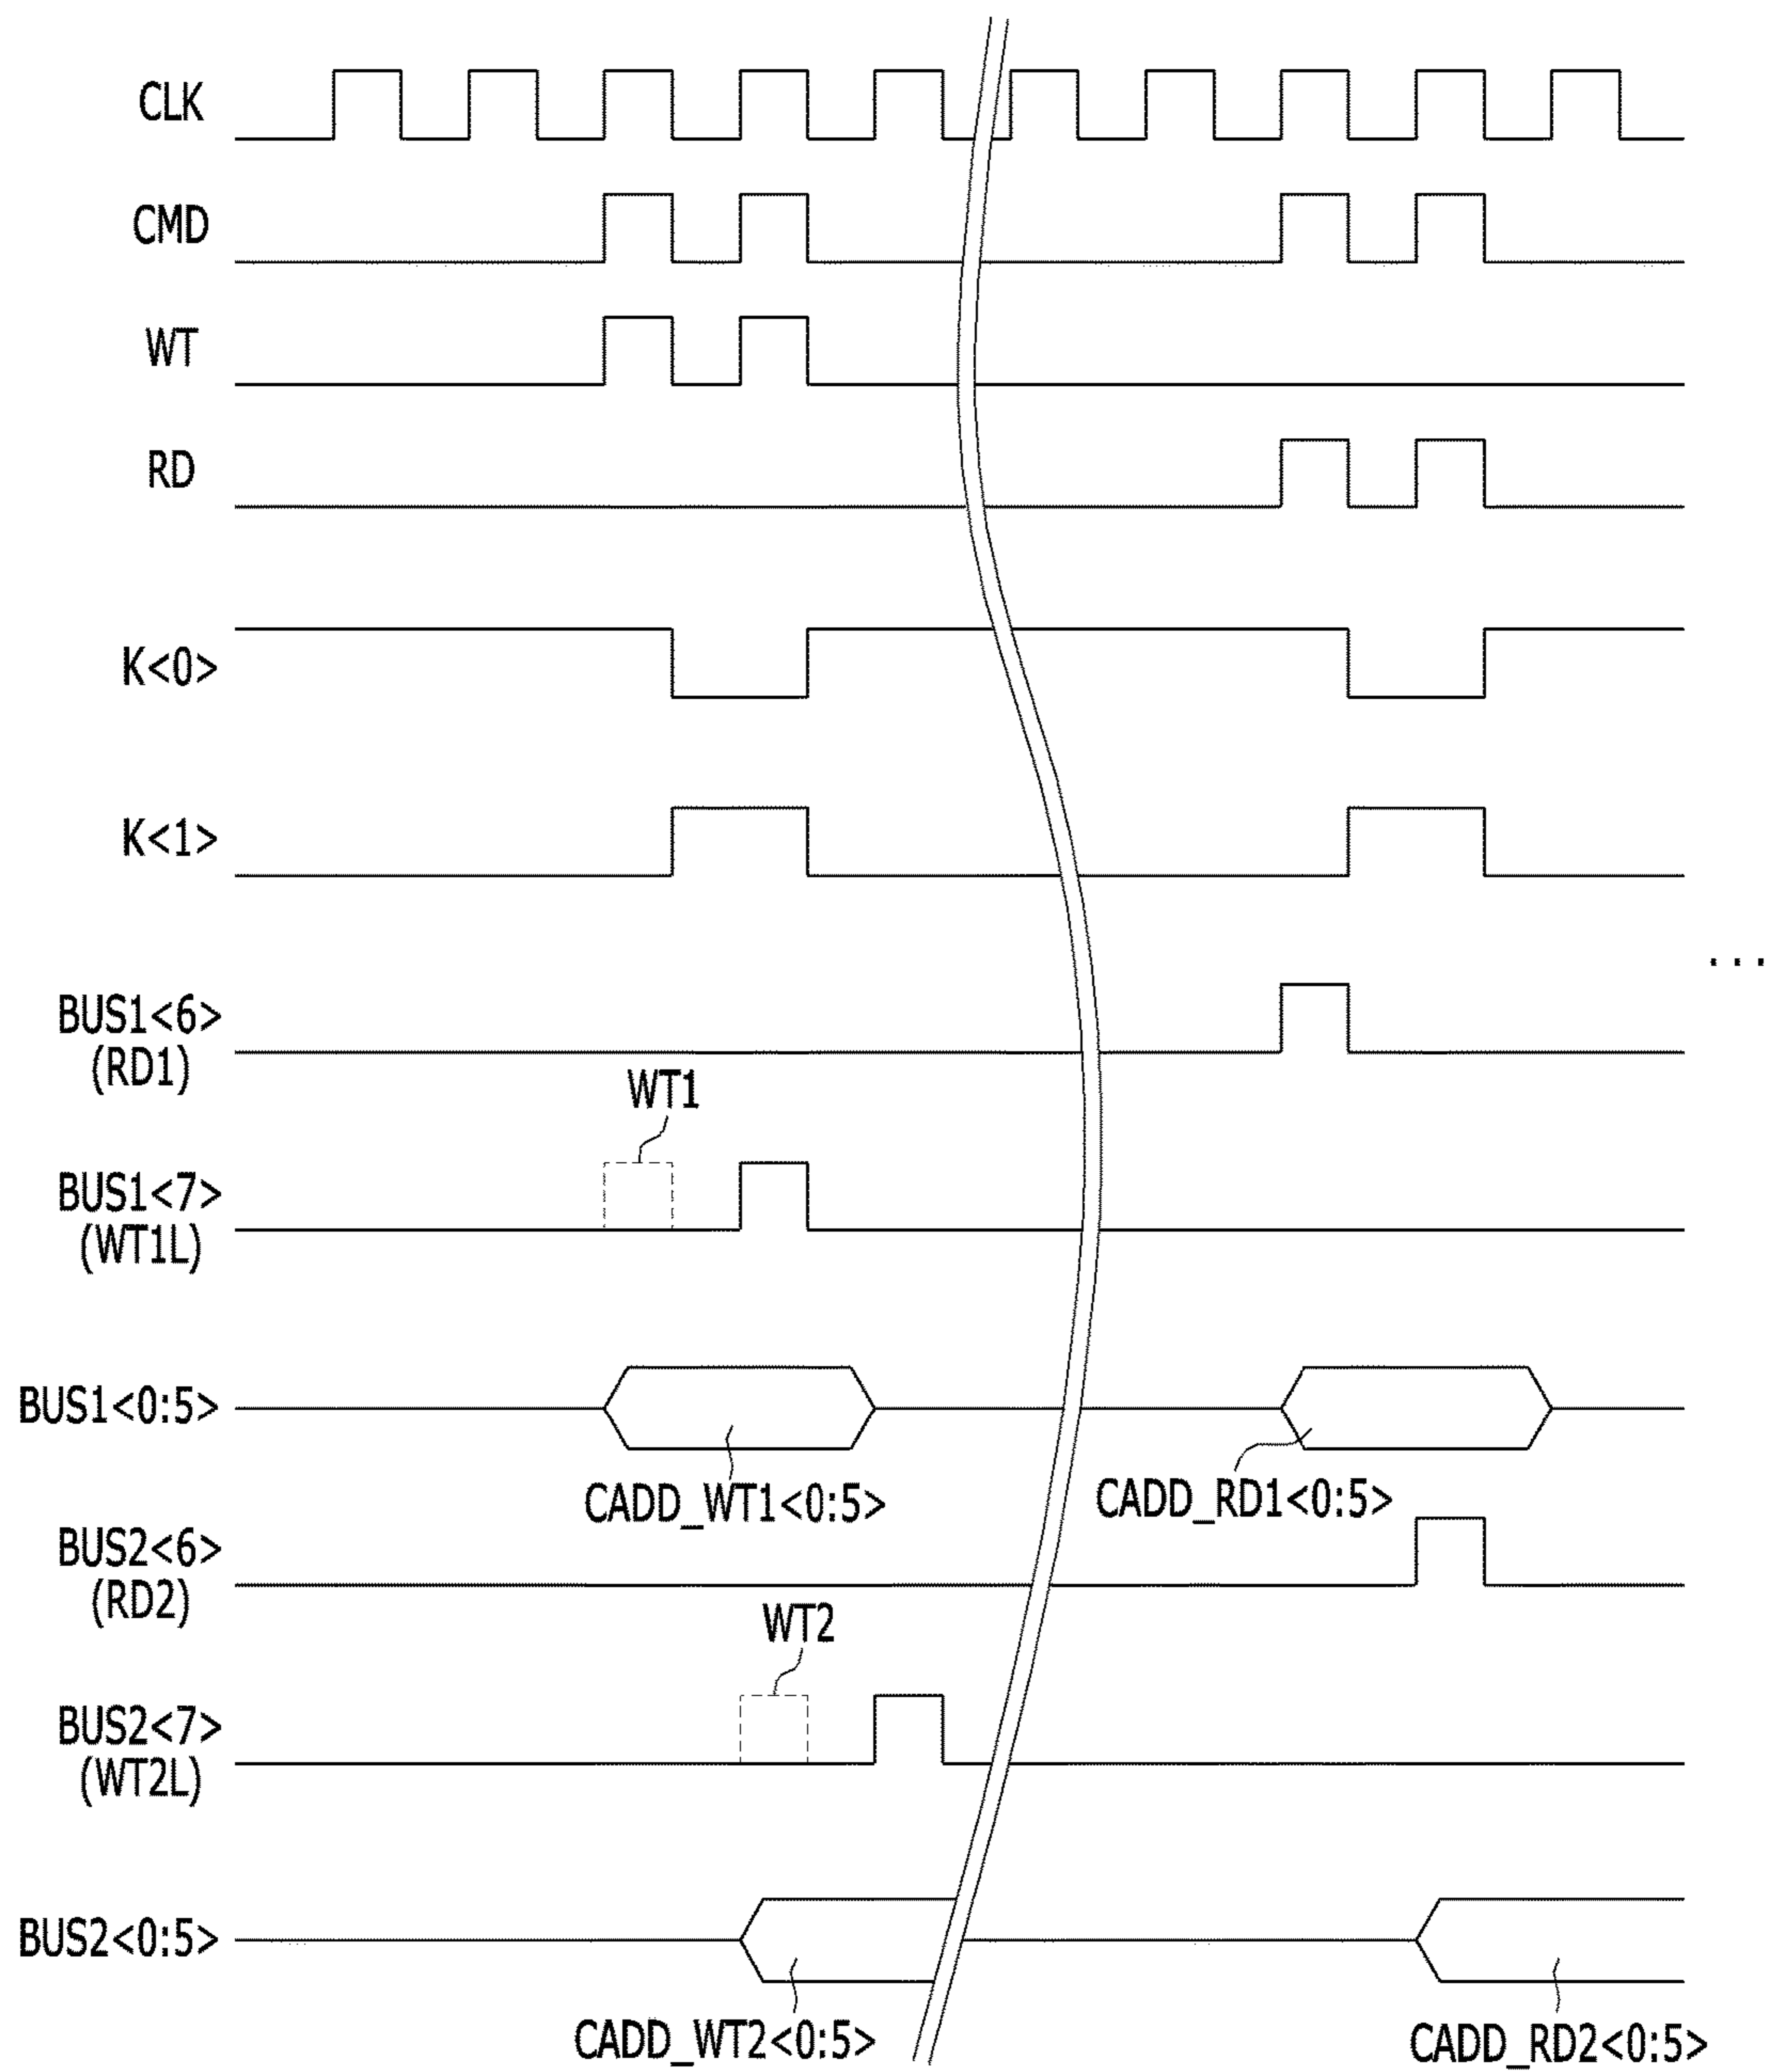 CLK
CMD
WT
RD
K<0>
K<1>
...
BUS1<6>
(RD1)
WT1
BUS1<7>
(WT1L)
BUS1<0:5>
CADD_WT1<0:5>
CADD_RD1<0:5>
BUS2<6>
(RD2)
WT2
BUS2<7>
(WT2L)
BUS2<0:5>
CADD_WT2<0:5>
CADD_RD2<0:5>